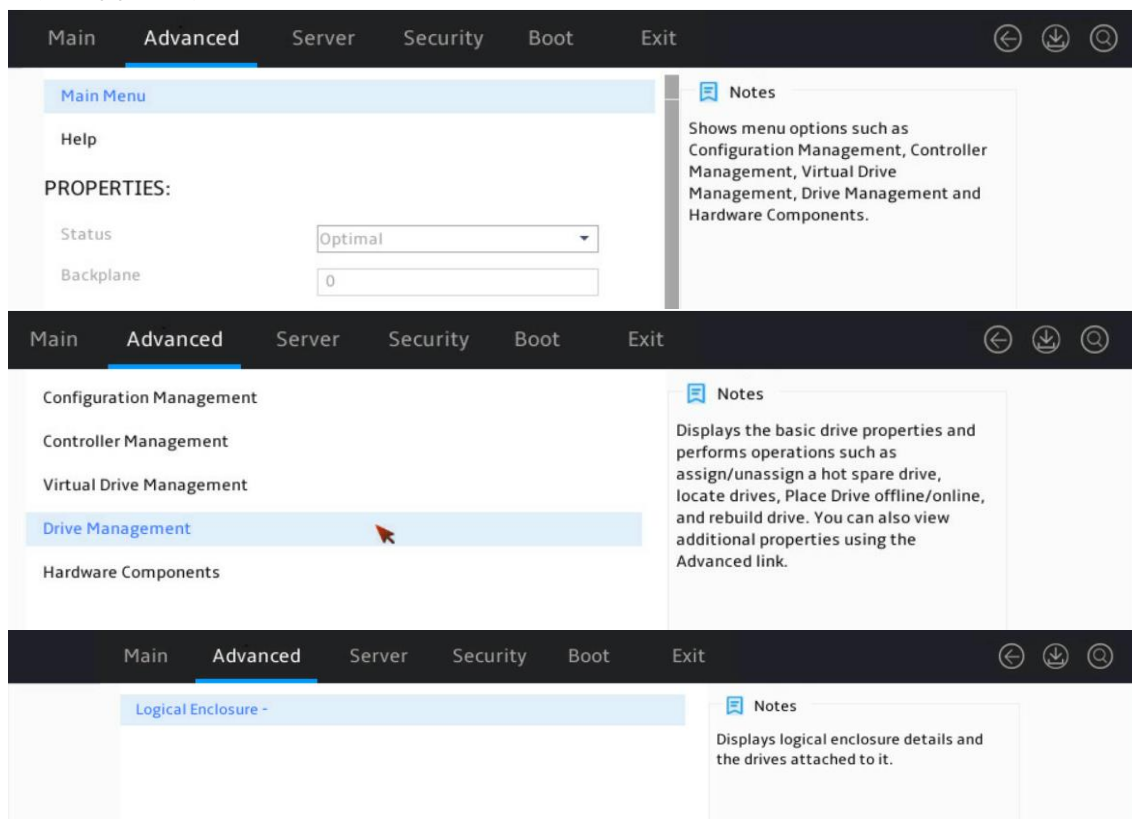 Main Advanced Server Security Boot Exit
Main Menu
Help
PROPERTIES:
Status Optimal
Backplane 0
Notes
Shows menu options such as
Configuration Management, Controller
Management, Virtual Drive
Management, Drive Management and
Hardware Components.
Main Advanced Server Security Boot Exit
Configuration Management
Controller Management
Virtual Drive Management
Drive Management
Hardware Components
Notes
Displays the basic drive properties and
performs operations such as
assign/unassign a hot spare drive,
locate drives, Place Drive offline/online,
and rebuild drive. You can also view
additional properties using the
Advanced link.
Main Advanced Server Security Boot Exit
Logical Enclosure -
Notes
Displays logical enclosure details and
the drives attached to it.